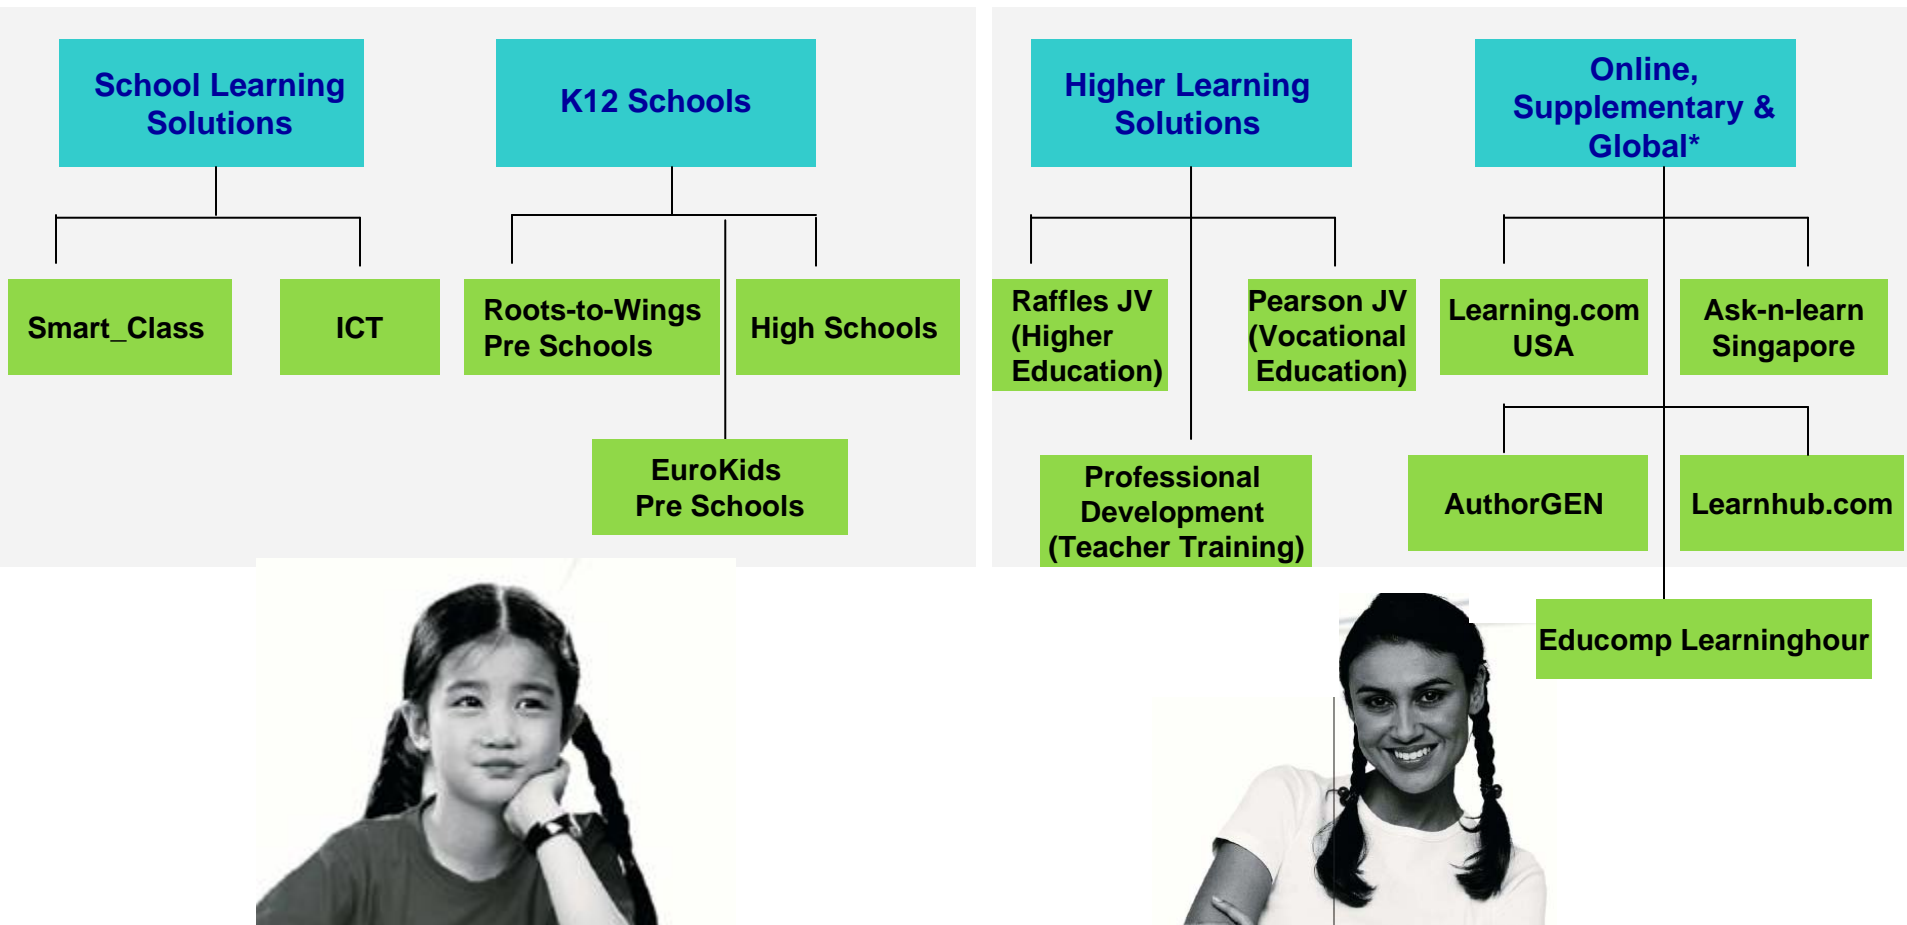 School Learning
Solutions
K12 Schools
Higher Learning
Solutions
Online,
Supplementary &
Global*
Smart_Class
ICT
Roots-to-Wings
Pre Schools
High Schools
EuroKids
Pre Schools
Raffles JV
(Higher
Education)
Pearson JV
(Vocational
Education)
Professional
Development
(Teacher Training)
Learning.com
USA
Ask-n-learn
Singapore
AuthorGEN
Learnhub.com
Educomp Learninghour